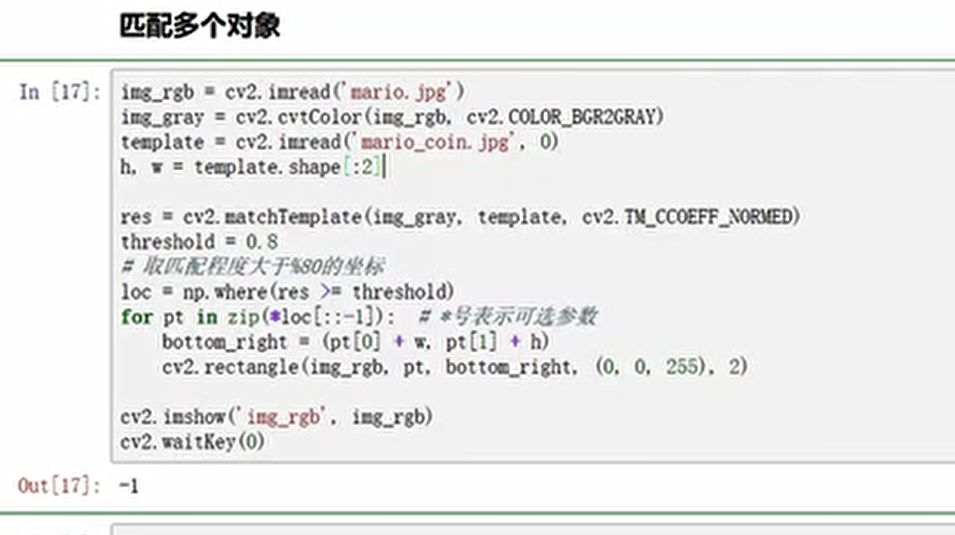 匹配多个对象
In [17]:
img_rgb = cv2.imread('mario.jpg')
img_gray = cv2.cvtColor(img_rgb, cv2.COLOR_BGR2GRAY)
template = cv2.imread('mario_coin.jpg', 0)
h, w = template.shape[:2]
res = cv2.matchTemplate(img_gray, template, cv2.TM_CCOEFF_NORMED)
threshold = 0.8
# 取匹配程度大于%80的坐标
loc = np.where(res >= threshold)
for pt in zip(*loc[::-1]):  # *号表示可选参数
    bottom_right = (pt[0] + w, pt[1] + h)
    cv2.rectangle(img_rgb, pt, bottom_right, (0, 0, 255), 2)
cv2.imshow('img_rgb', img_rgb)
cv2.waitKey(0)
Out[17]: -1